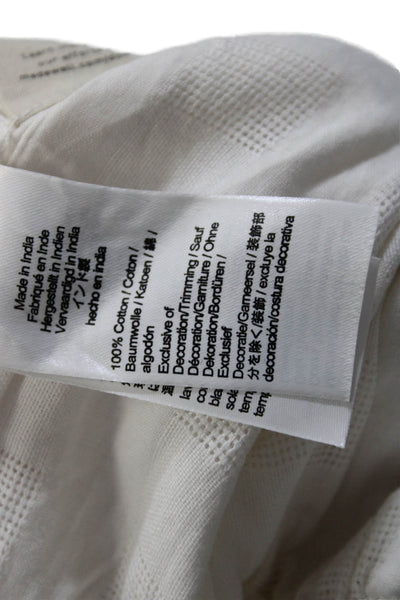 Made in India
Fabriqué en Inde
Hergestellt in Indien
Vervaardigd in India
インド製
hecho en india
100% Cotton / Coton /
Baumwolle / Katoen / 綿 /
algodón
Exclusive of
Decoration/Trimming / Sauf
Décoration/Garniture / Ohne
Dekoration/Bordüren /
Exclusief
Decoratie/Garneersel / 装飾部
分を除く/装飾 / excluye la
decoración/costura decorativa